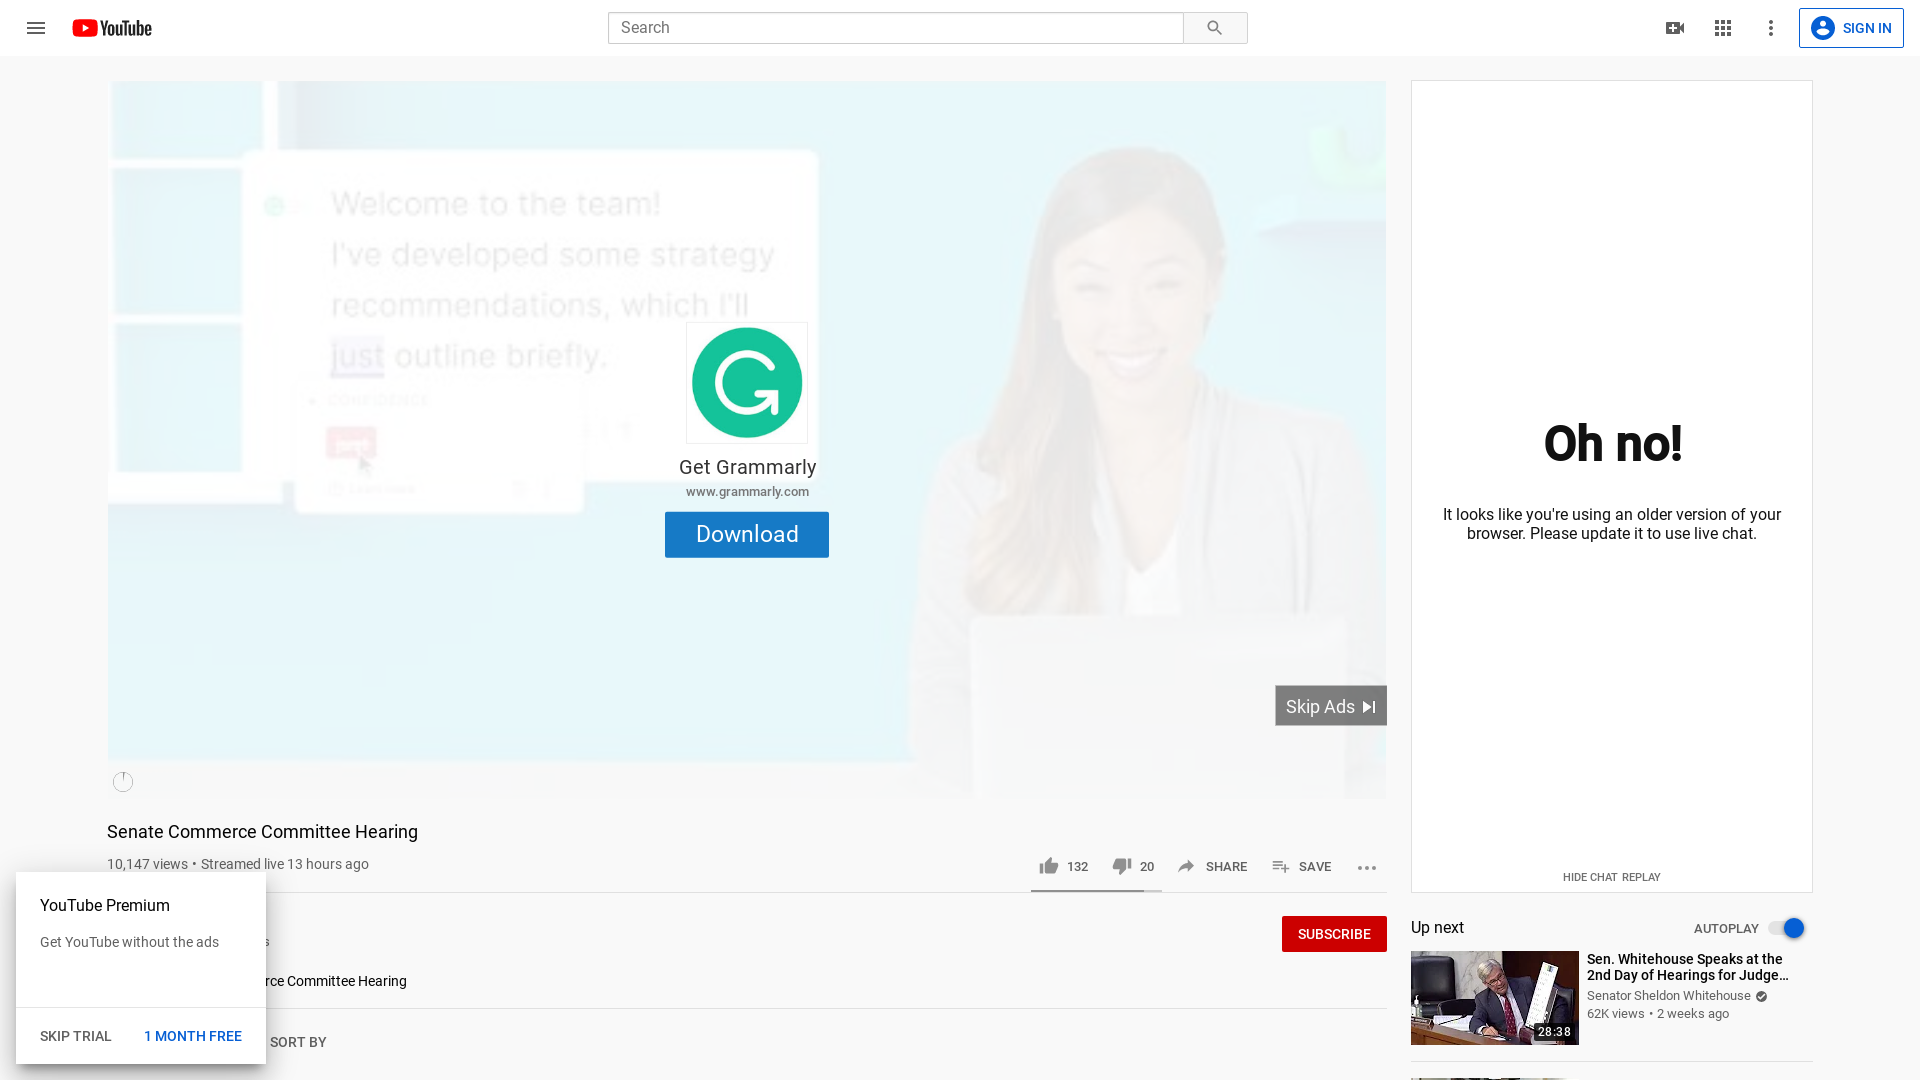 YouTube
Search
SIGN IN
Welcome to the team!
I've developed some strategy
recommendations, which I'll
just outline briefly.
CONFIDENCE
Get Grammarly
www.grammarly.com
Download
Skip Ads
Oh no!
It looks like you're using an older version of your
browser. Please update it to use live chat.
HIDE CHAT REPLAY
Senate Commerce Committee Hearing
10,147 views • Streamed live 13 hours ago
132
20
SHARE
SAVE
SUBSCRIBE
rce Committee Hearing
SORT BY
YouTube Premium
Get YouTube without the ads
SKIP TRIAL
1 MONTH FREE
Up next
AUTOPLAY
Sen. Whitehouse Speaks at the
2nd Day of Hearings for Judge...
Senator Sheldon Whitehouse
62K views • 2 weeks ago
28:38